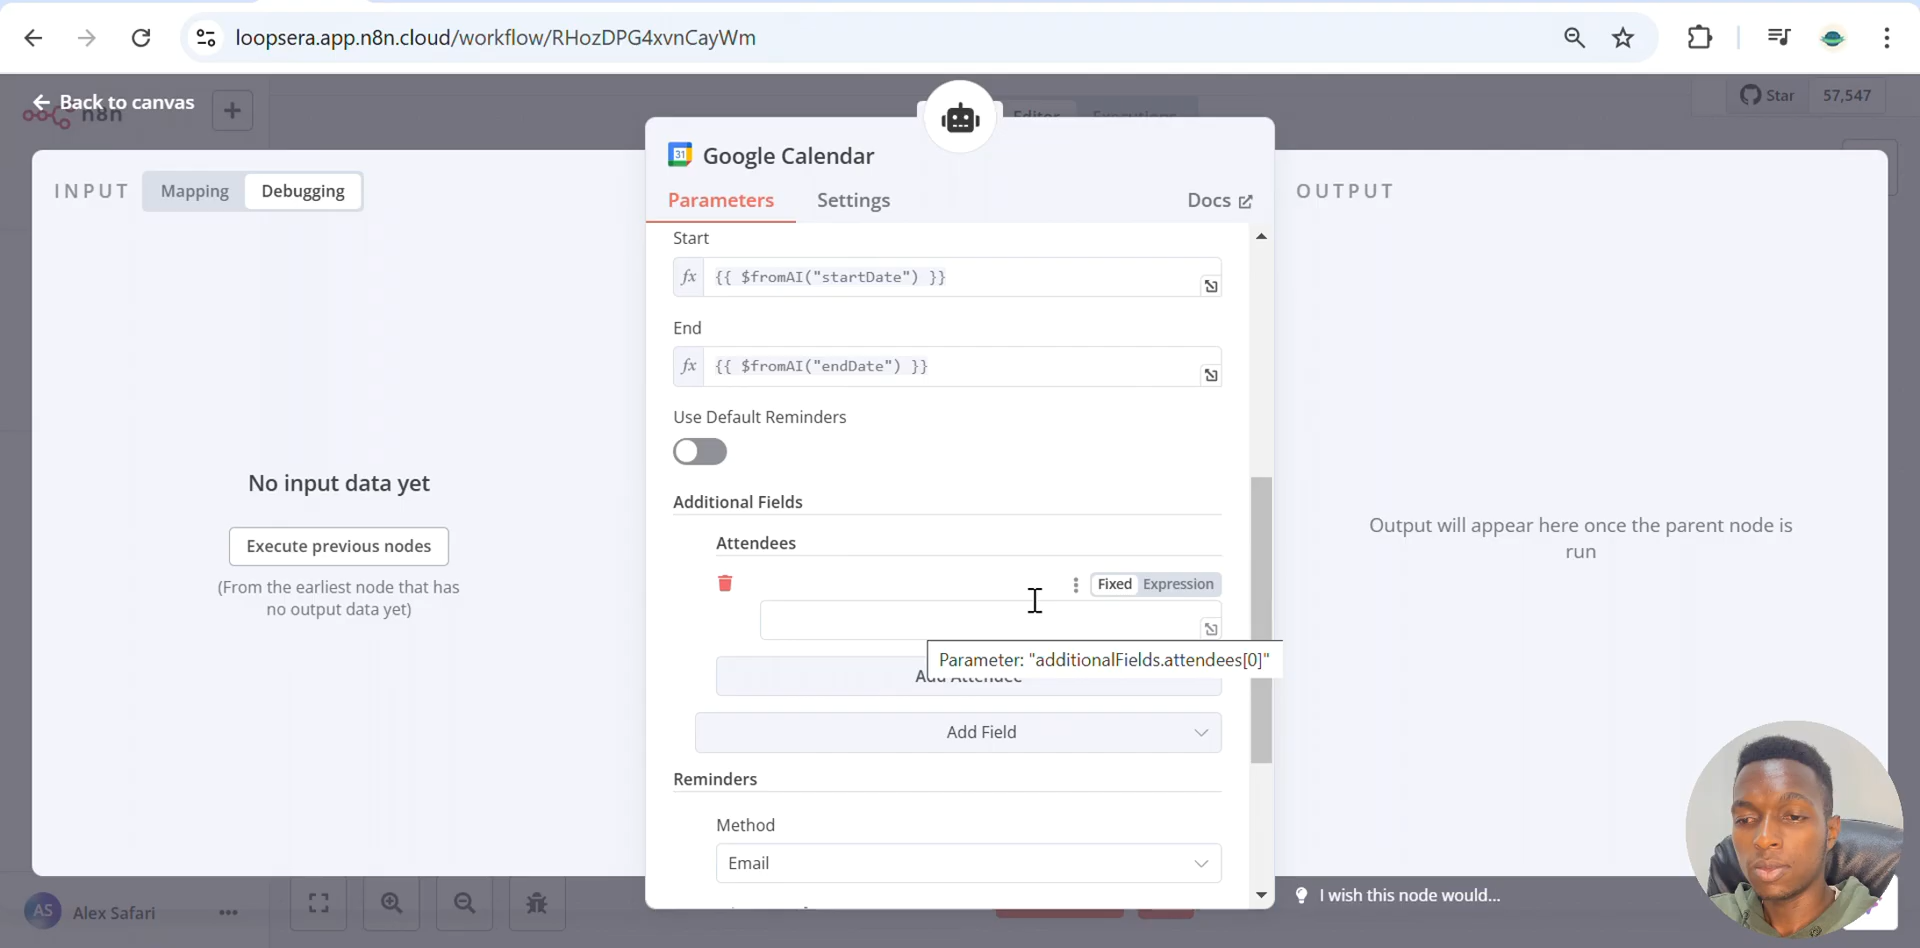 loopsera.app.n8n.cloud/workflow/RHozDPG4xvnCayWm
Back to canvas
n8n
+
Editor
Executions
Star
57,547
31
Google Calendar
INPUT
Mapping
Debugging
Parameters
Settings
Docs
OUTPUT
Start
fx
{{ $fromAI("startDate") }}
End
fx
{{ $fromAI("endDate") }}
Use Default Reminders
No input data yet
Execute previous nodes
(From the earliest node that has
no output data yet)
Additional Fields
Attendees
Fixed
Expression
Parameter: "additionalFields.attendees[0]"
Add Attendee
Add Field
Reminders
Method
Email
Output will appear here once the parent node is
run
I wish this node would...
AS
Alex Safari